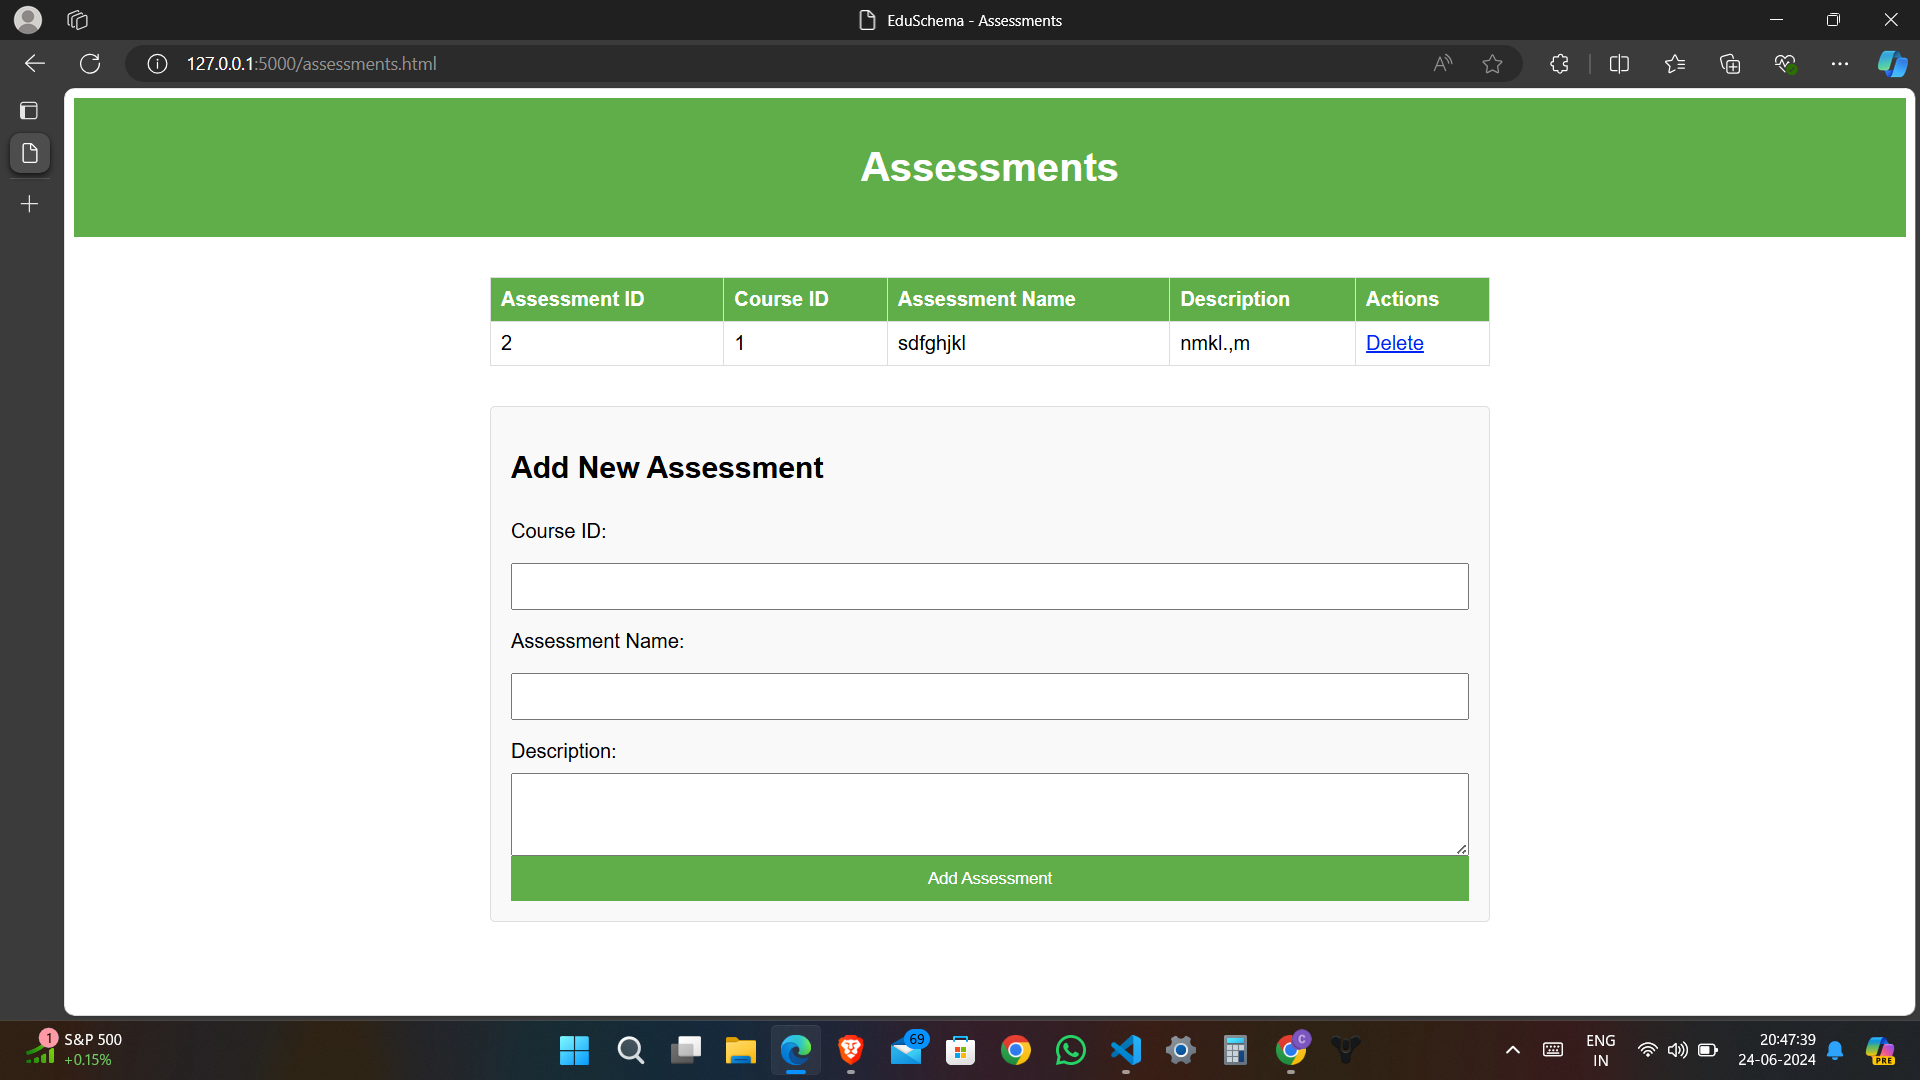 EduSchema - Assessments
127.0.0.1:5000/assessments.html
Assessments
Assessment ID Course ID Assessment Name Description Actions
2 1 sdfghjkl nmkl.,m Delete
Add New Assessment
Course ID:
Assessment Name:
Description:
Add Assessment
1 S&P 500
+0.15%
69
C
ENG
IN
20:47:39
24-06-2024
PRE